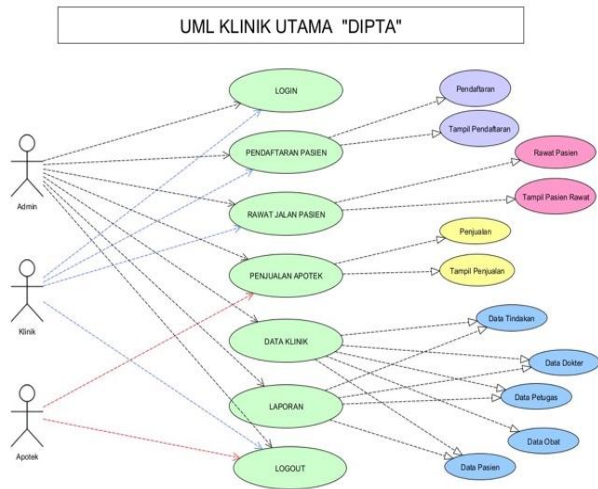 UML KLINIK UTAMA "DIPTA"
LOGIN
Pendaftaran
Tampil Pendaftaran
PENDAFTARAN PASIEN
Rawat Pasien
Admin
Tampil Pasien Rawat
RAWAT JALAN PASIEN
Penjualan
PENJUALAN APOTEK
Tampil Penjualan
Klinik
Data Tindakan
DATA KLINIK
Data Dokter
Data Petugas
LAPORAN
Data Obat
Apotek
Data Pasien
LOGOUT